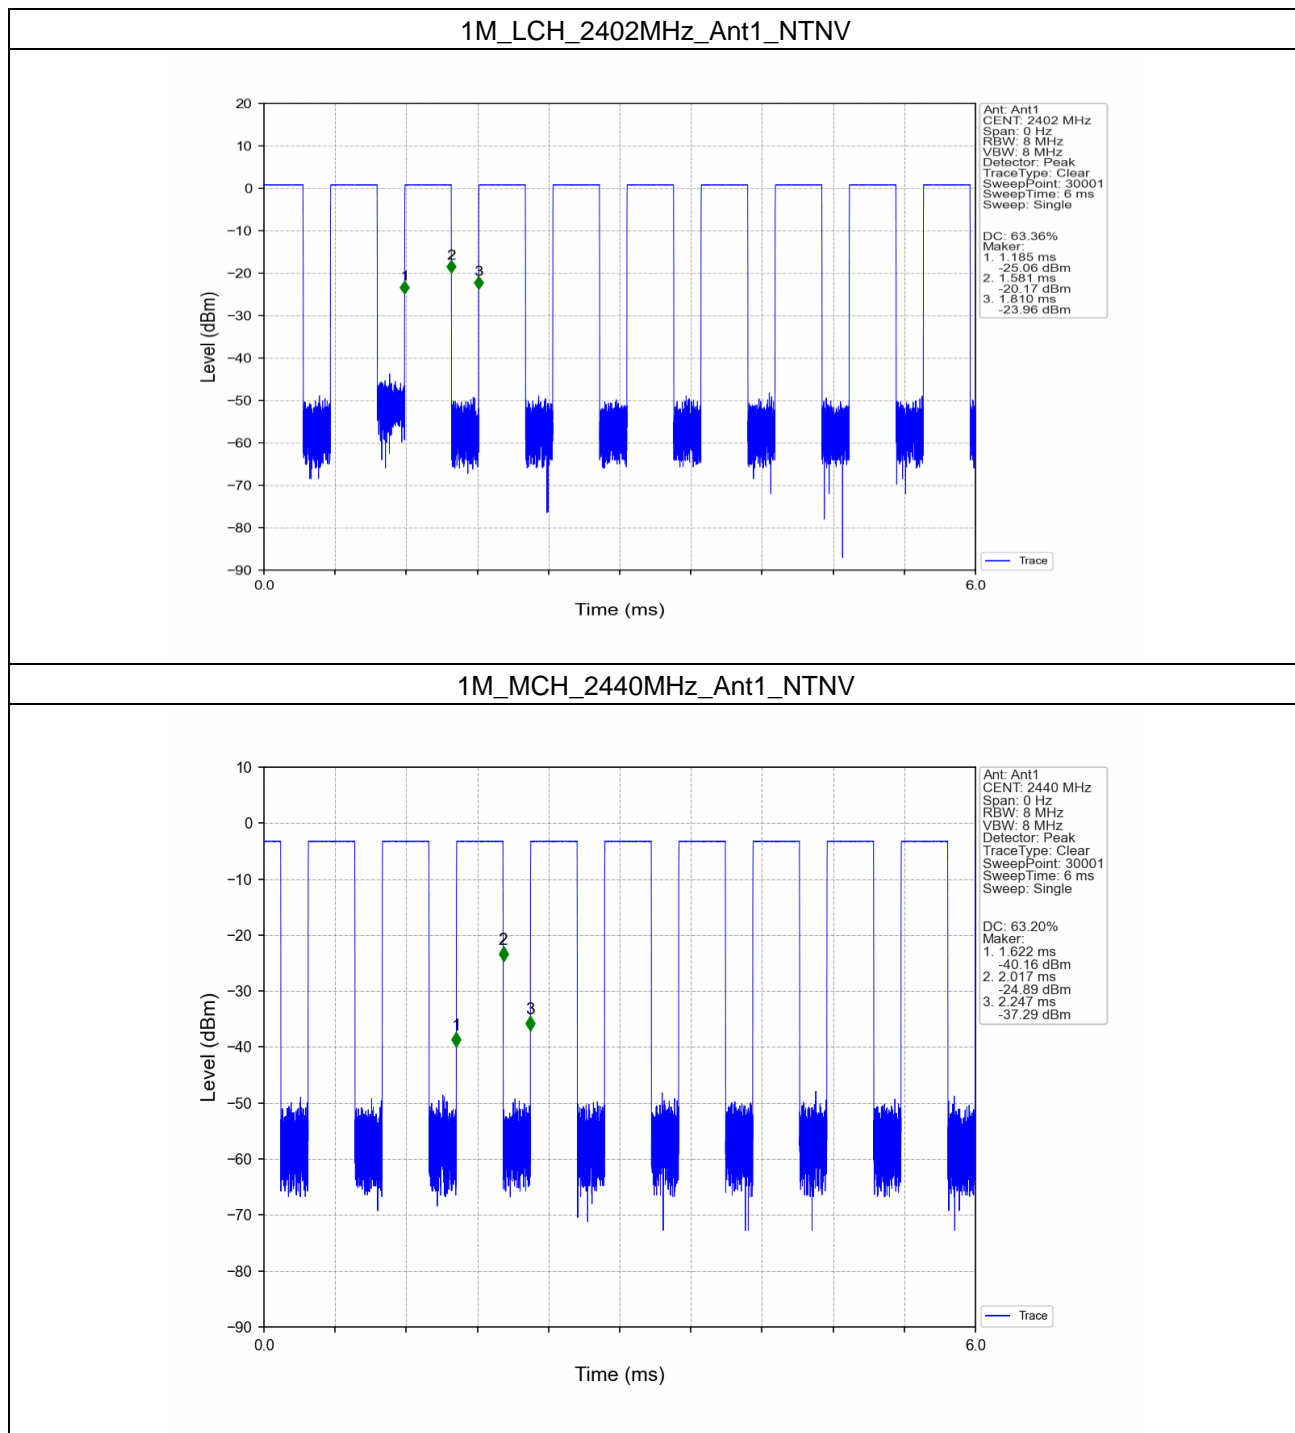 1M_LCH_2402MHz_Ant1_NTNV
20
10
0
−10
−20
−30
−40
−50
−60
−70
−80
−90
Level (dBm)
0.0
6.0
Time (ms)
1
2
3
Ant: Ant1
CENT: 2402 MHz
Span: 0 Hz
RBW: 8 MHz
VBW: 8 MHz
Detector: Peak
TraceType: Clear
SweepPoint: 30001
SweepTime: 6 ms
Sweep: Single
DC: 63.36%
Maker:
1. 1.185 ms
-25.06 dBm
2. 1.581 ms
-20.17 dBm
3. 1.810 ms
-23.96 dBm
Trace
1M_MCH_2440MHz_Ant1_NTNV
10
0
−10
−20
−30
−40
−50
−60
−70
−80
−90
Level (dBm)
0.0
6.0
Time (ms)
1
2
3
Ant: Ant1
CENT: 2440 MHz
Span: 0 Hz
RBW: 8 MHz
VBW: 8 MHz
Detector: Peak
TraceType: Clear
SweepPoint: 30001
SweepTime: 6 ms
Sweep: Single
DC: 63.20%
Maker:
1. 1.622 ms
-40.16 dBm
2. 2.017 ms
-24.89 dBm
3. 2.247 ms
-37.29 dBm
Trace